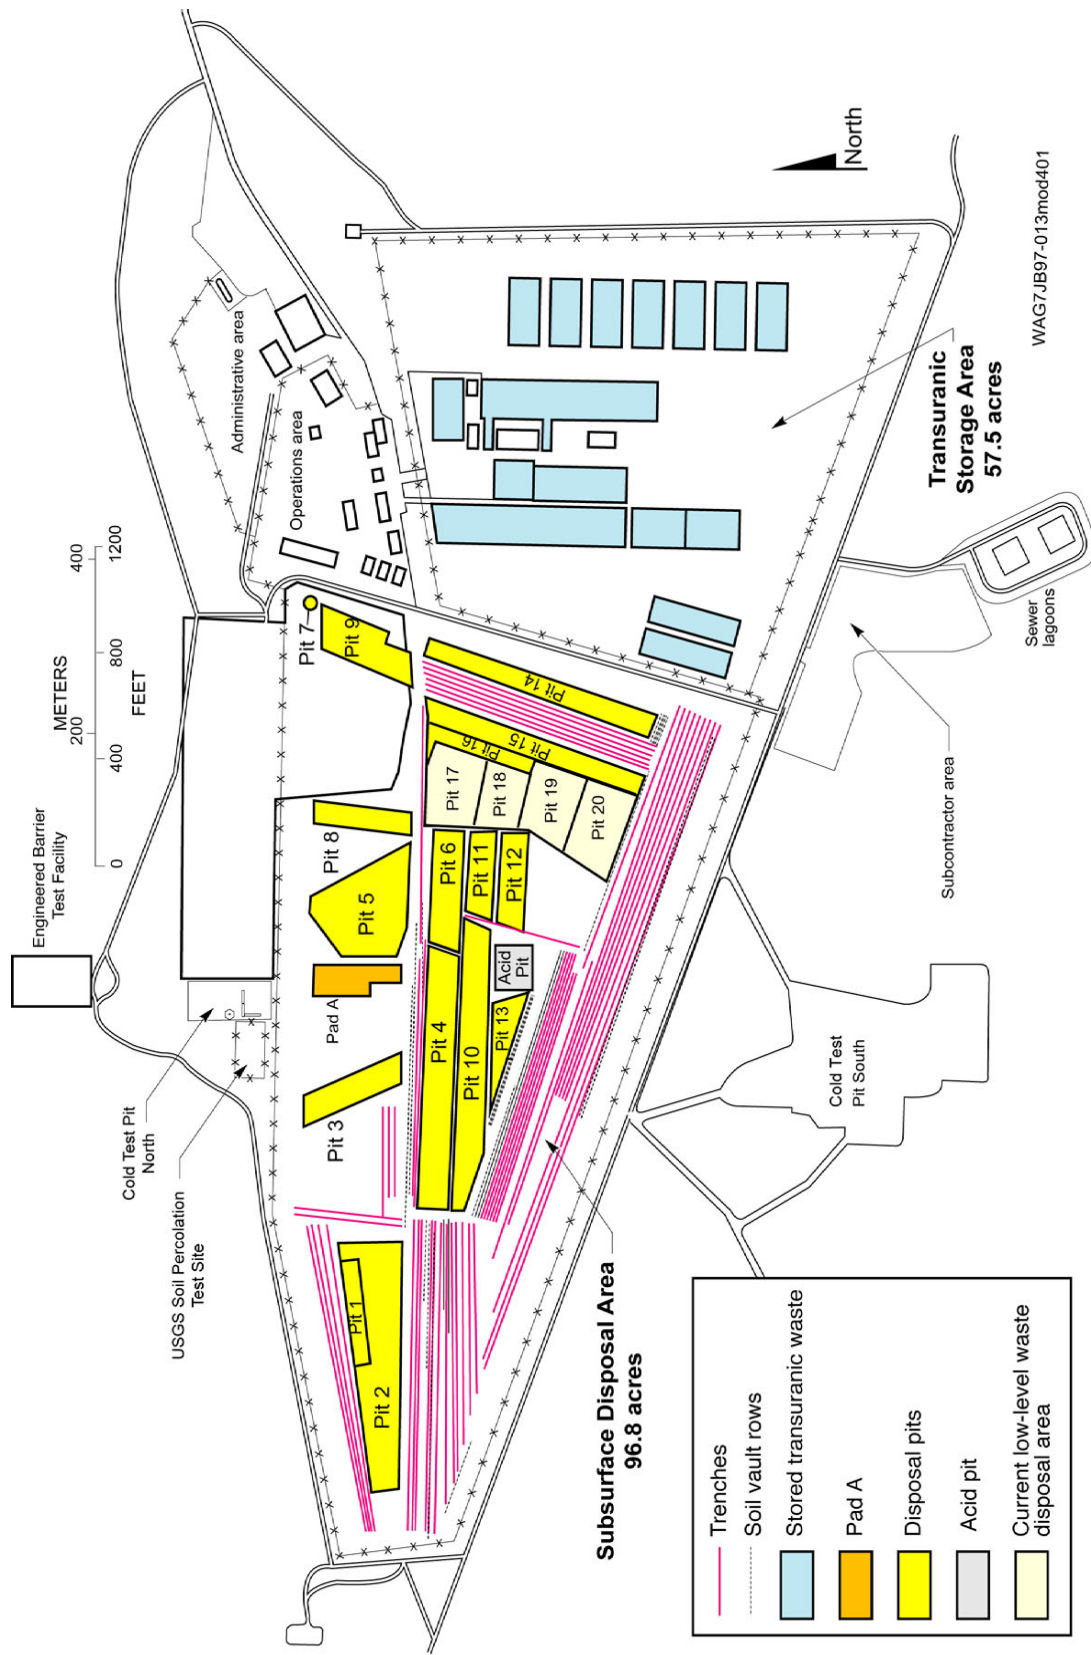 Engineered Barrier
Test Facility
METERS
0
200
400
FEET
400
800
1200
Cold Test Pit
North
USGS Soil Percolation
Test Site
Administrative area
Operations area
Pit 1
Pit 2
Pit 3
Pad A
Pit 5
Pit 8
Pit 7
Pit 9
Pit 4
Pit 6
Pit 10
Pit 11
Pit 12
Acid
Pit
Pit 13
Pit 17
Pit 18
Pit 19
Pit 20
Pit 16
Pit 15
Pit 14
North
Subsurface Disposal Area
96.8 acres
Transuranic
Storage Area
57.5 acres
Cold Test
Pit South
Subcontractor area
Sewer
lagoons
Trenches
Soil vault rows
Stored transuranic waste
Pad A
Disposal pits
Acid pit
Current low-level waste
disposal area
WAG7JB97-013mod401